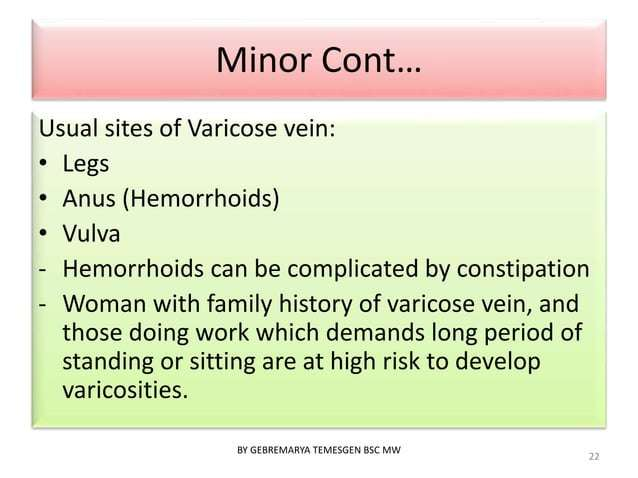 Minor Cont…
Usual sites of Varicose vein:
• Legs
• Anus (Hemorrhoids)
• Vulva
- Hemorrhoids can be complicated by constipation
- Woman with family history of varicose vein, and
those doing work which demands long period of
standing or sitting are at high risk to develop
varicosities.
BY GEBREMARYA TEMESGEN BSC MW
22